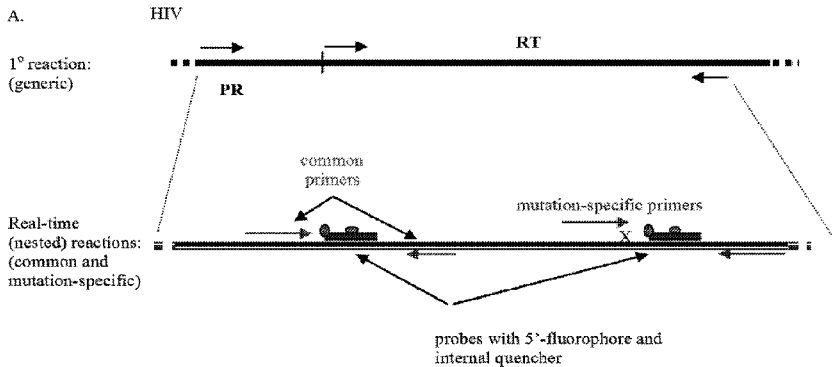 A.
HIV
1° reaction:
(generic)
RT
PR
common
primers
mutation-specific primers
X
Real-time
(nested) reactions:
(common and
mutation-specific)
probes with 5'-fluorophore and
internal quencher